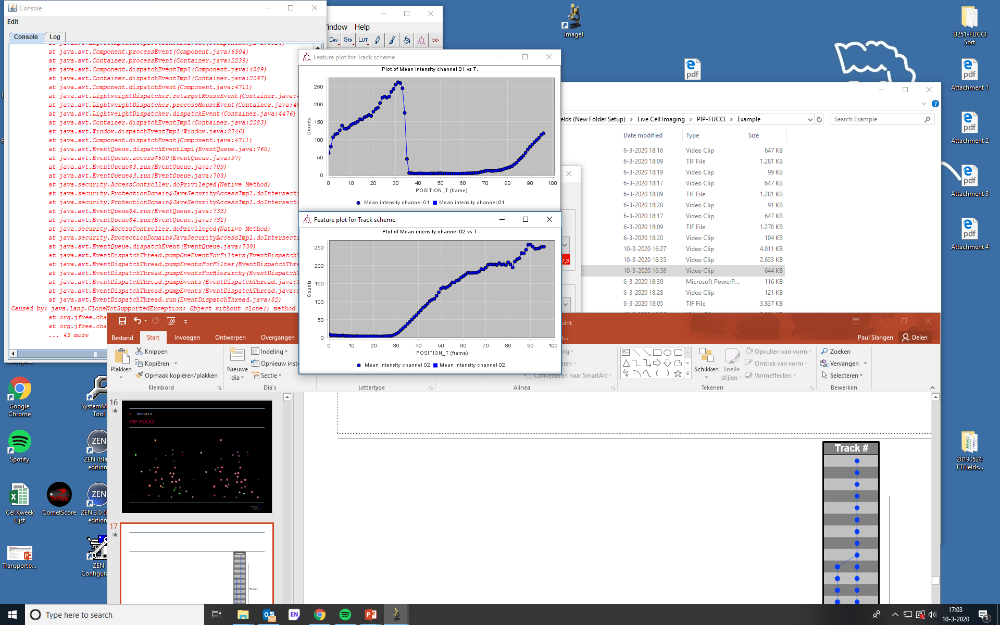 Console
Edit
Console
Log
at java.awt.Component.processEvent(Component.java:6304)
at java.awt.Container.processEvent(Container.java:2239)
at java.awt.Component.dispatchEventImpl(Component.java:4889)
at java.awt.Container.dispatchEventImpl(Container.java:2297)
at java.awt.Component.dispatchEvent(Component.java:4711)
at java.awt.LightweightDispatcher.retargetMouseEvent(Container.java:4
at java.awt.LightweightDispatcher.processMouseEvent(Container.java:45
at java.awt.LightweightDispatcher.dispatchEvent(Container.java:4476)
at java.awt.Container.dispatchEventImpl(Container.java:2283)
at java.awt.Window.dispatchEventImpl(Window.java:2746)
at java.awt.Component.dispatchEvent(Component.java:4711)
at java.awt.EventQueue.dispatchEventImpl(EventQueue.java:760)
at java.awt.EventQueue.access$500(EventQueue.java:97)
at java.awt.EventQueue$3.run(EventQueue.java:709)
at java.awt.EventQueue$3.run(EventQueue.java:703)
at java.security.AccessController.doPrivileged(Native Method)
at java.security.ProtectionDomain$JavaSecurityAccessImpl.doIntersecti
at java.security.ProtectionDomain$JavaSecurityAccessImpl.doIntersecti
at java.awt.EventQueue$4.run(EventQueue.java:733)
at java.awt.EventQueue$4.run(EventQueue.java:731)
at java.security.AccessController.doPrivileged(Native Method)
at java.security.ProtectionDomain$JavaSecurityAccessImpl.doIntersecti
at java.awt.EventQueue.dispatchEvent(EventQueue.java:730)
at java.awt.EventDispatchThread.pumpOneEventForFilters(EventDispatchT
at java.awt.EventDispatchThread.pumpEventsForFilter(EventDispatchThre
at java.awt.EventDispatchThread.pumpEventsForHierarchy(EventDispatchT
at java.awt.EventDispatchThread.pumpEvents(EventDispatchThread.java:1
at java.awt.EventDispatchThread.pumpEvents(EventDispatchThread.java:9
at java.awt.EventDispatchThread.run(EventDispatchThread.java:82)
Caused by: java.lang.CloneNotSupportedException: Object without clone() method
at org.jfree.cha
at org.jfree.cha
... 43 more
indow Help
Dev Stk LUT >>
Feature plot for Track scheme
Plot of Mean intensity channel 01 vs T.
Counts
250
200
150
100
50
0
0 10 20 30 40 50 60 70 80 90 100
POSITION_T (frame)
Mean intensity channel 01 Mean intensity channel 01
Feature plot for Track scheme
Plot of Mean intensity channel 02 vs T.
Counts
250
200
150
100
50
0
0 10 20 30 40 50 60 70 80 90 100
POSITION_T (frame)
Mean intensity channel 02 Mean intensity channel 02
7,3
ImageJ
pdf
U251-FUCCI
Sort
pdf
Attachment 1
pdf
Attachment 2
pdf
Attachment 3
pdf
Attachment 4
20190524
TTFields...
elds (New Folder Setup) > Live Cell Imaging > PIP-FUCCI > Example
Search Example
Date modified Type Size
6-3-2020 18:16 Video Clip 647 KB
6-3-2020 18:09 TIF File 1.281 KB
6-3-2020 18:19 Video Clip 99 KB
6-3-2020 18:17 Video Clip 647 KB
6-3-2020 18:09 TIF File 1.281 KB
6-3-2020 18:20 Video Clip 91 KB
6-3-2020 18:17 Video Clip 647 KB
6-3-2020 18:09 TIF File 1.278 KB
6-3-2020 18:20 Video Clip 104 KB
10-3-2020 16:27 Video Clip 4.011 KB
10-3-2020 16:35 Video Clip 2.633 KB
10-3-2020 16:58 Video Clip 644 KB
6-3-2020 18:30 Microsoft PowerP... 116 KB
6-3-2020 18:28 Video Clip 121 KB
6-3-2020 18:05 TIF File 3.837 KB
oint
Bestand Start Invoegen Ontwerpen Overgangen
Paul Slangen Delen
Plakken
Knippen
Kopiëren
Opmaak kopiëren/plakken
Klembord
Nieuwe
dia
Indeling
Opnieuw inste
Sectie
Dia's
Lettertype
Converteren naar SmartArt
Alinea
Schikken
Snelle
stijlen
Opvullen van vorm
Omtrek van vorm
Vormeffecten
Tekenen
Zoeken
Vervangen
Selecteren
Bewerken
16
2 RESULTS
PIP-FUCCI
17
Track #
Google
Chrome
SystemM
Tool
Spotify
ZEN
ZEN (bla
edition
Cel Kweek
Lijst
TriTek
CometScore
ZEN
ZEN 3.0 (b
edition
Transportb...
ZEN
Configura
Type here to search
EN
17:03
10-3-2020
1